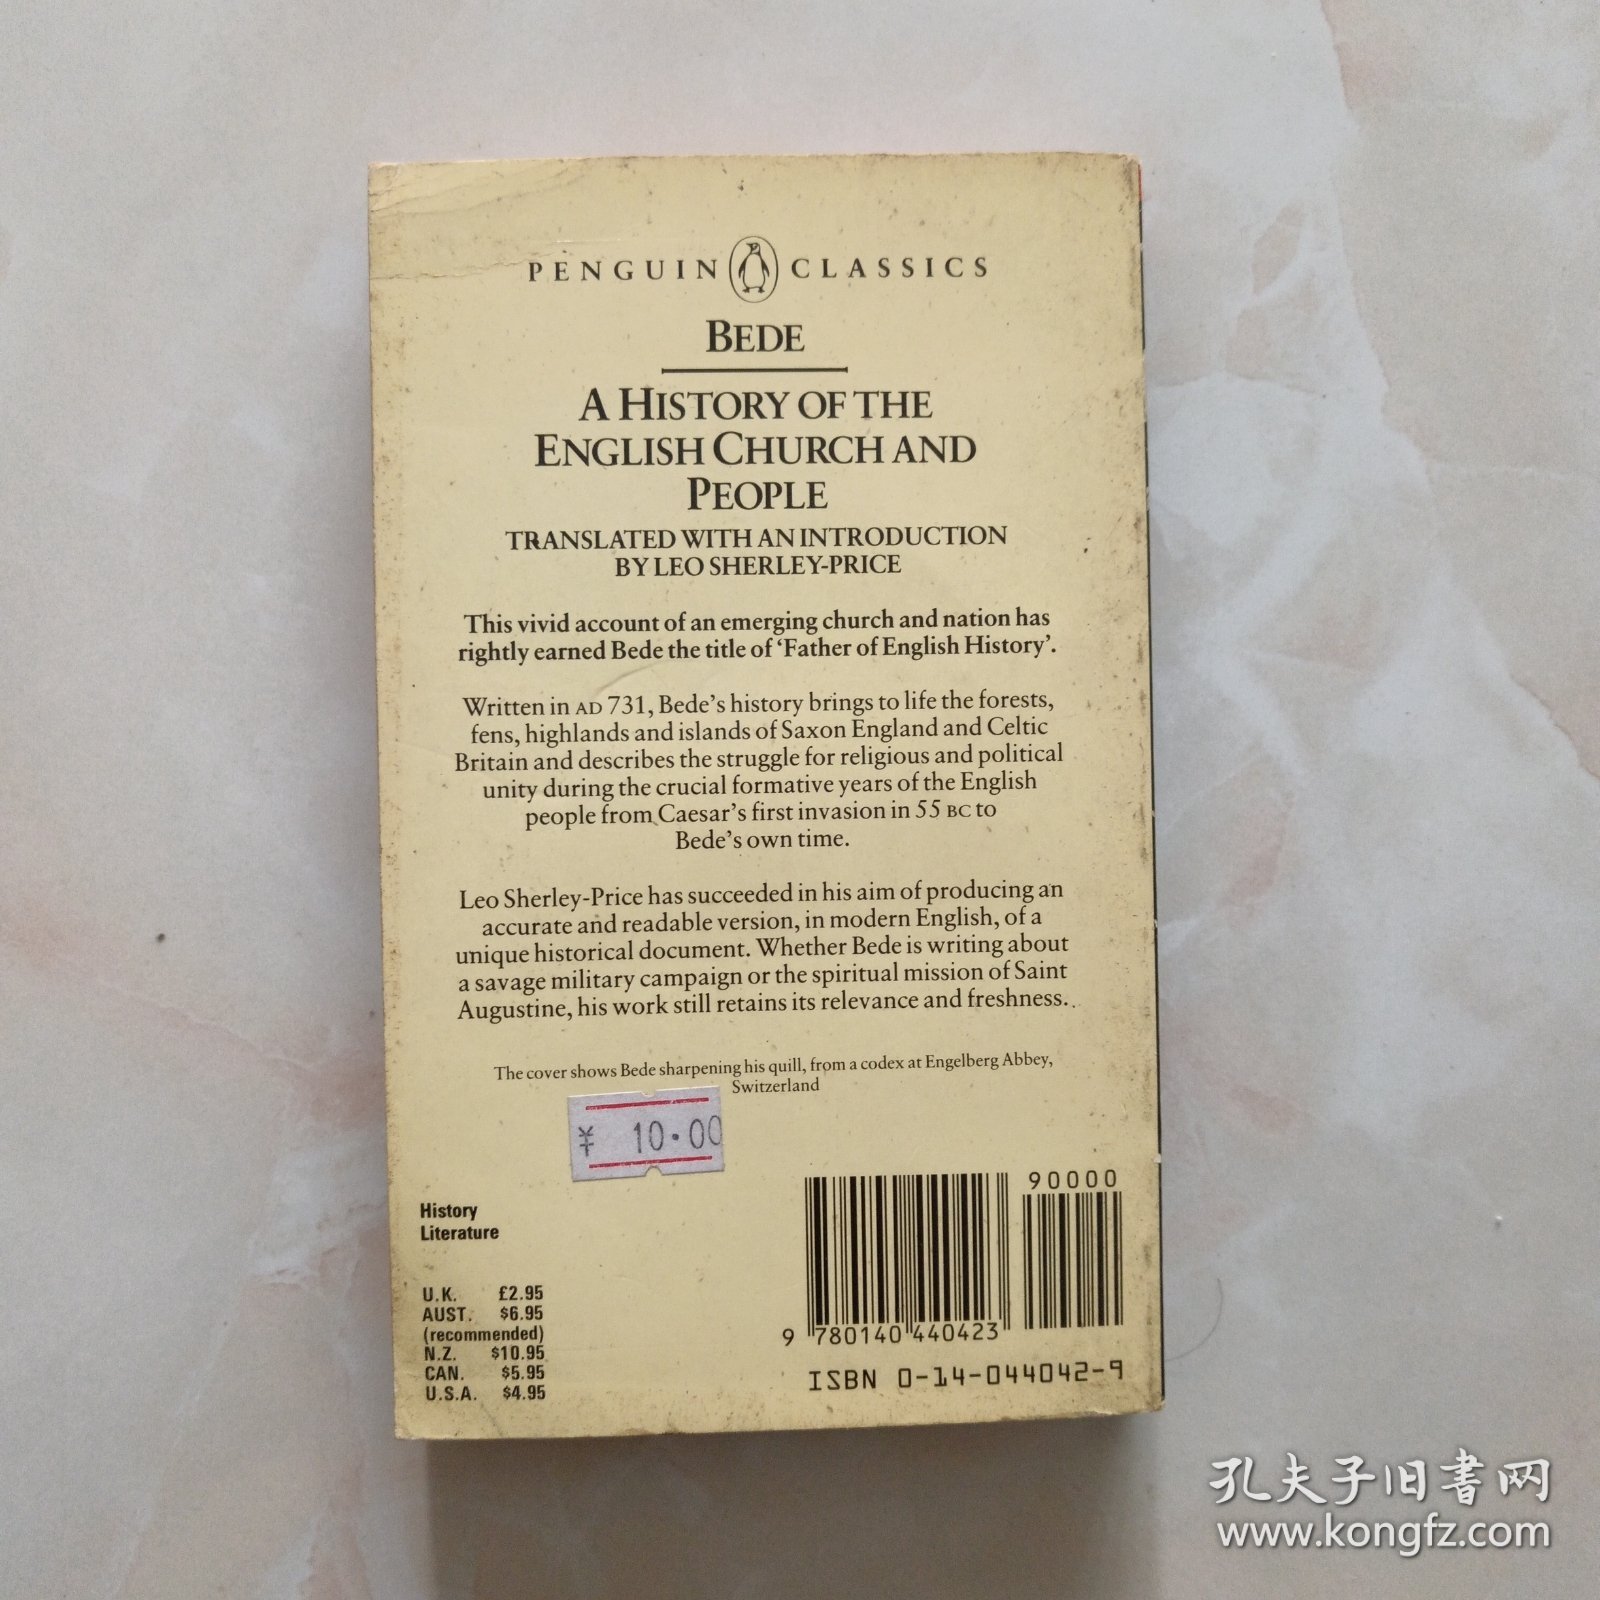 PENGUIN CLASSICS
BEDE
A HISTORY OF THE
ENGLISH CHURCH AND
PEOPLE
TRANSLATED WITH AN INTRODUCTION
BY LEO SHERLEY-PRICE
This vivid account of an emerging church and nation has
rightly earned Bede the title of ‘Father of English History’.
Written in AD 731, Bede’s history brings to life the forests,
fens, highlands and islands of Saxon England and Celtic
Britain and describes the struggle for religious and political
unity during the crucial formative years of the English
people from Caesar’s first invasion in 55 BC to
Bede’s own time.
Leo Sherley-Price has succeeded in his aim of producing an
accurate and readable version, in modern English, of a
unique historical document. Whether Bede is writing about
a savage military campaign or the spiritual mission of Saint
Augustine, his work still retains its relevance and freshness.
The cover shows Bede sharpening his quill, from a codex at Engelberg Abbey,
Switzerland
¥ 10.00
History
Literature
U.K. £2.95
AUST. $6.95
(recommended)
N.Z. $10.95
CAN. $5.95
U.S.A. $4.95
90000
9 780140 440423
ISBN 0-14-044042-9
孔夫子旧书网
www.kongfz.com